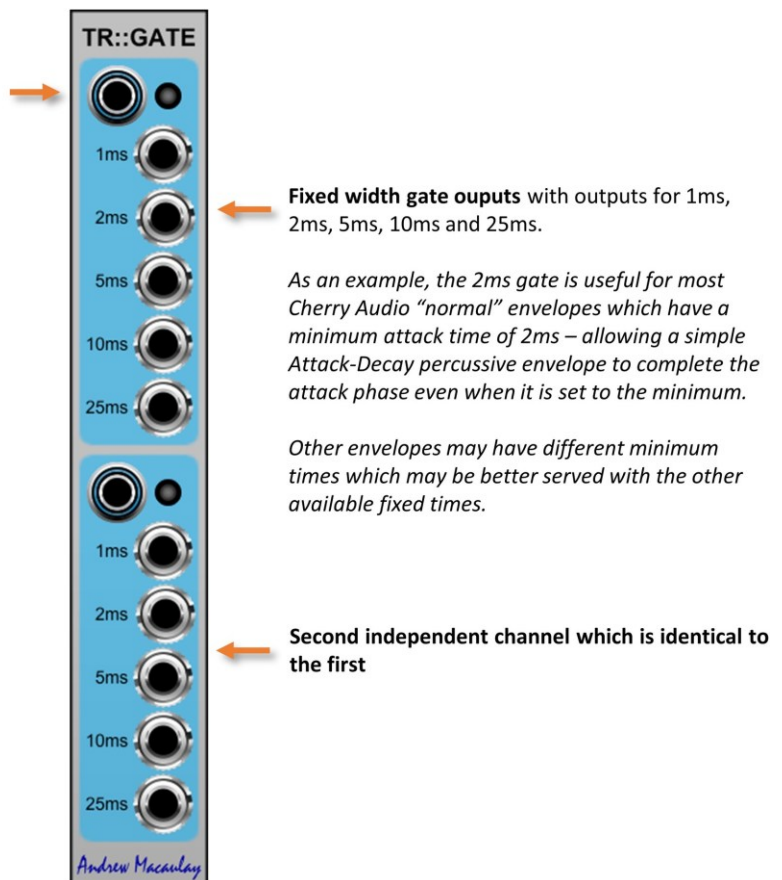 TR::GATE
1ms
2ms
5ms
10ms
25ms
1ms
2ms
5ms
10ms
25ms
Andrew Macaulay
Fixed width gate ouputs with outputs for 1ms,
2ms, 5ms, 10ms and 25ms.
As an example, the 2ms gate is useful for most
Cherry Audio “normal” envelopes which have a
minimum attack time of 2ms – allowing a simple
Attack-Decay percussive envelope to complete the
attack phase even when it is set to the minimum.
Other envelopes may have different minimum
times which may be better served with the other
available fixed times.
Second independent channel which is identical to
the first